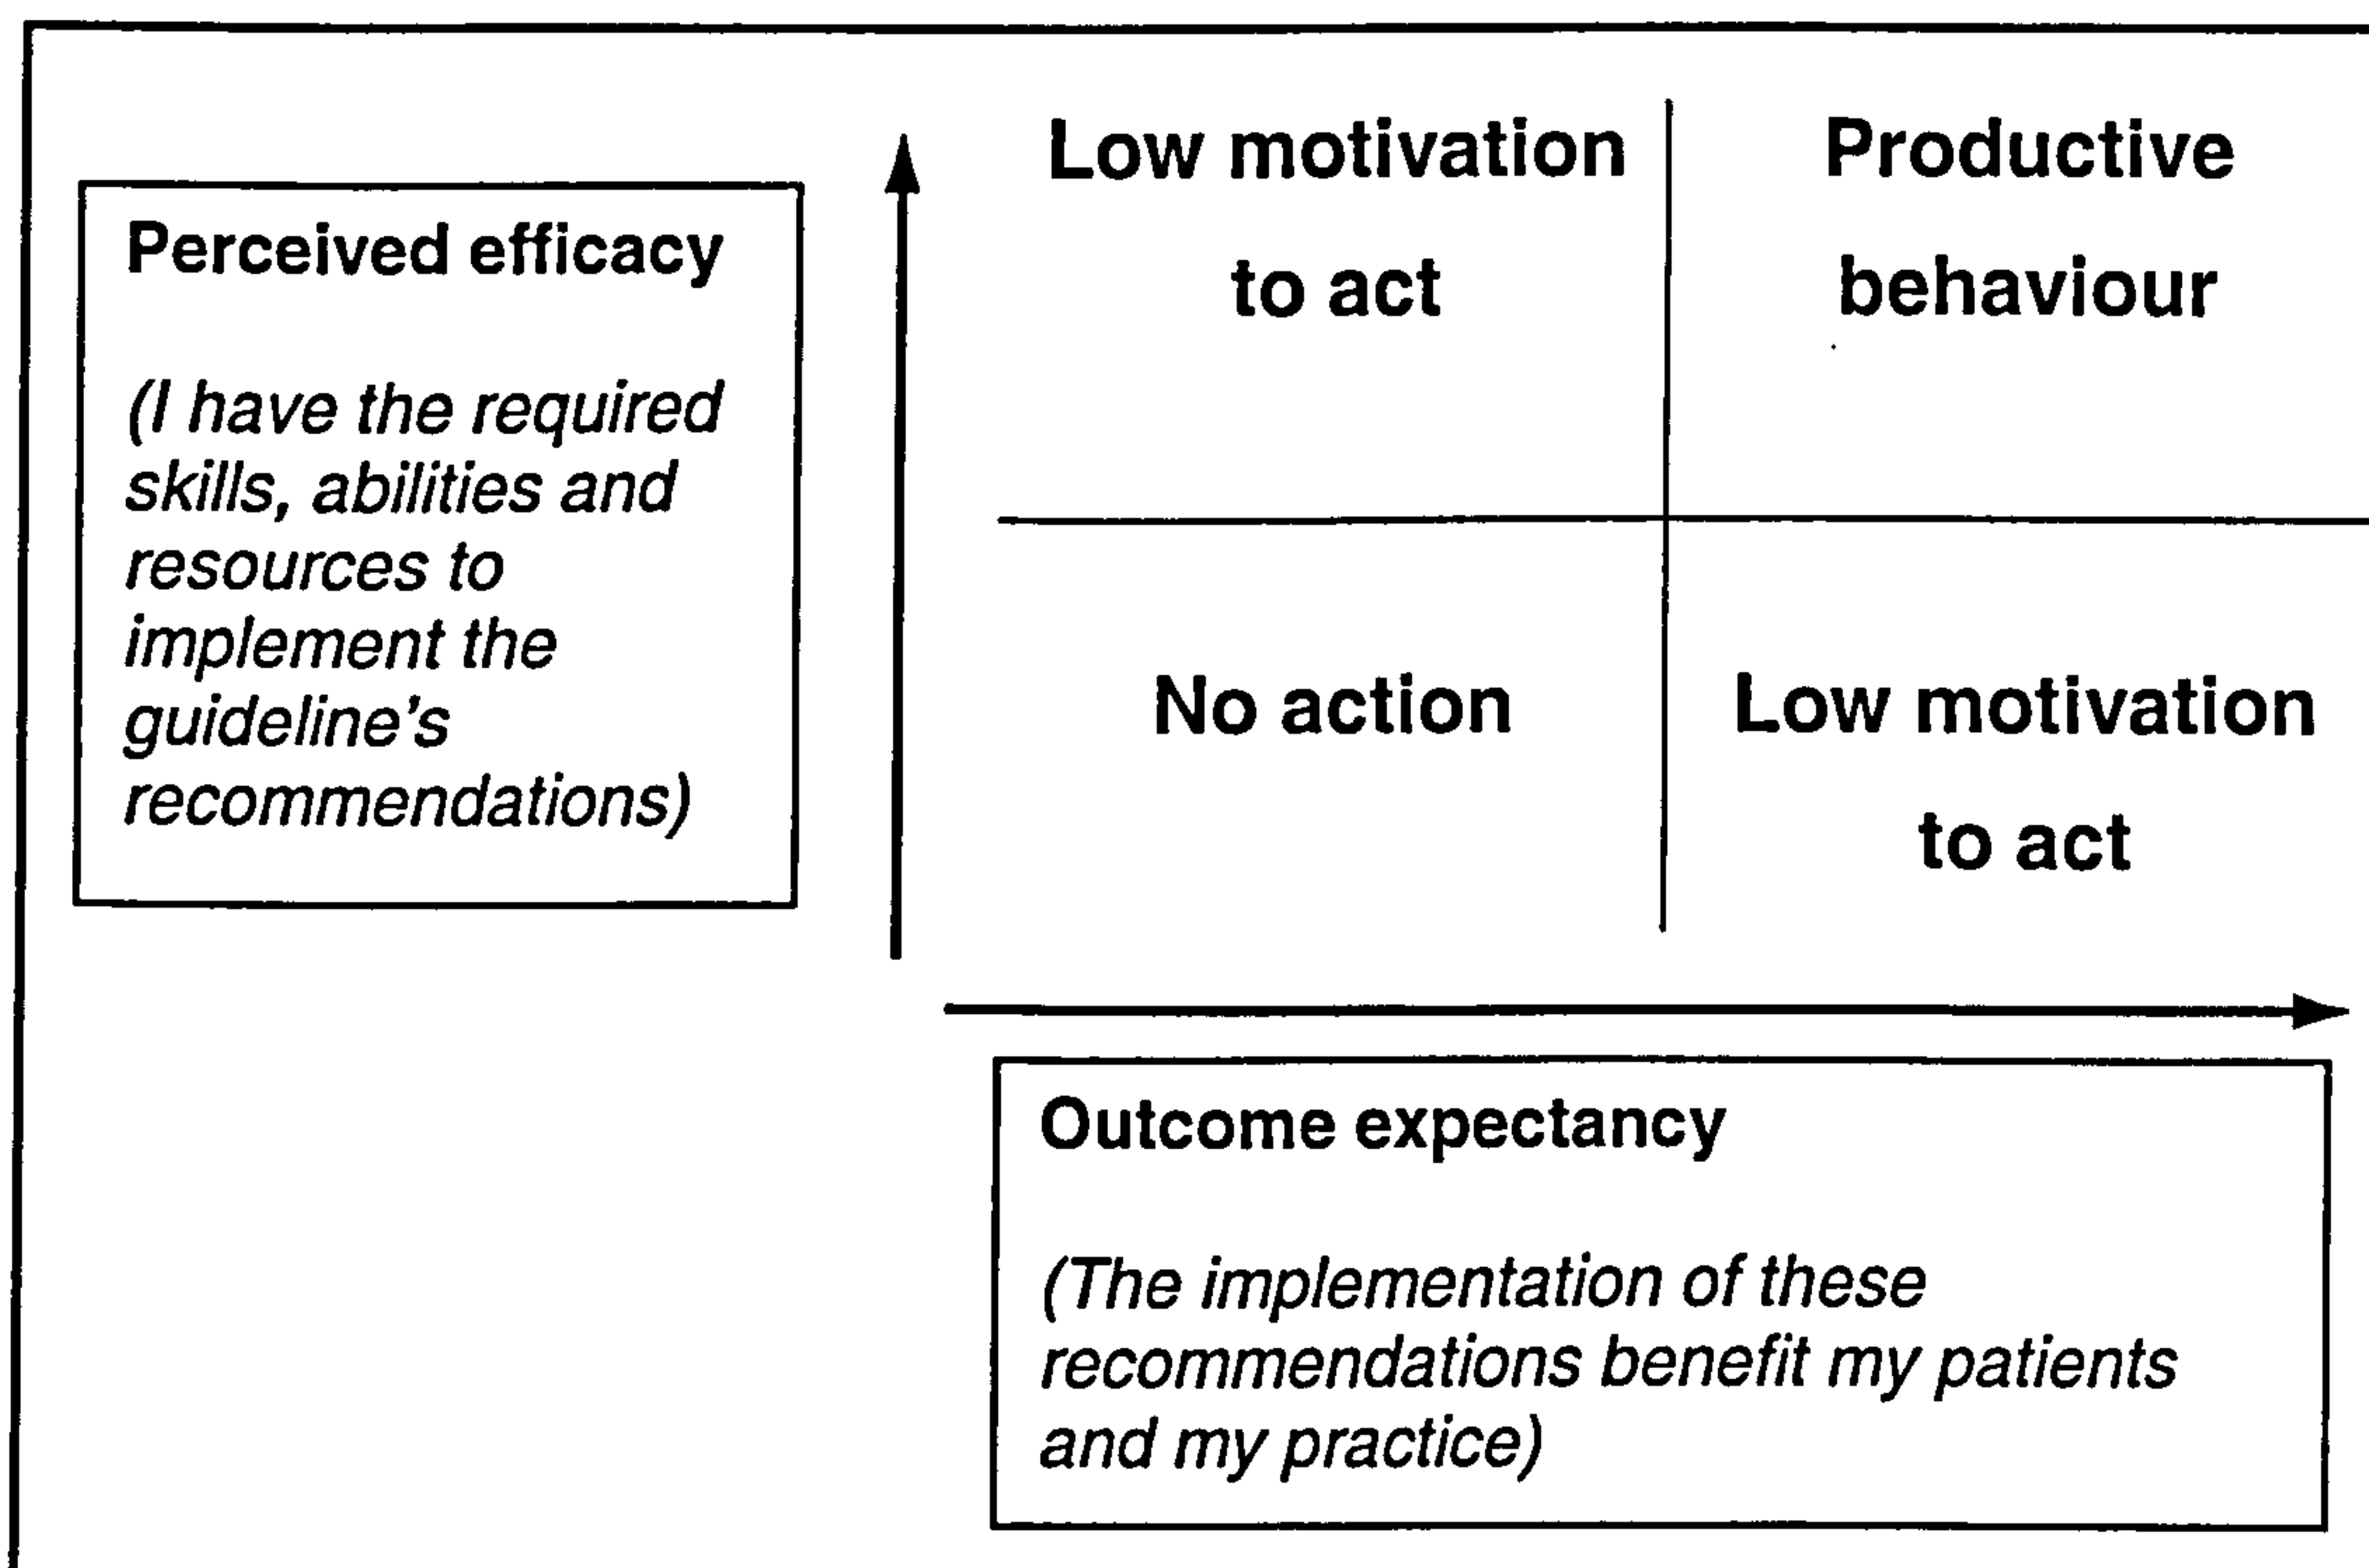 Low motivation
to act
Productive
behaviour
Perceived efficacy
(I have the required
skills, abilities and
resources to
implement the
guideline's
recommendations)
No action
Low motivation
to act
Outcome expectancy
(The implementation of these
recommendations benefit my patients
and my practice)